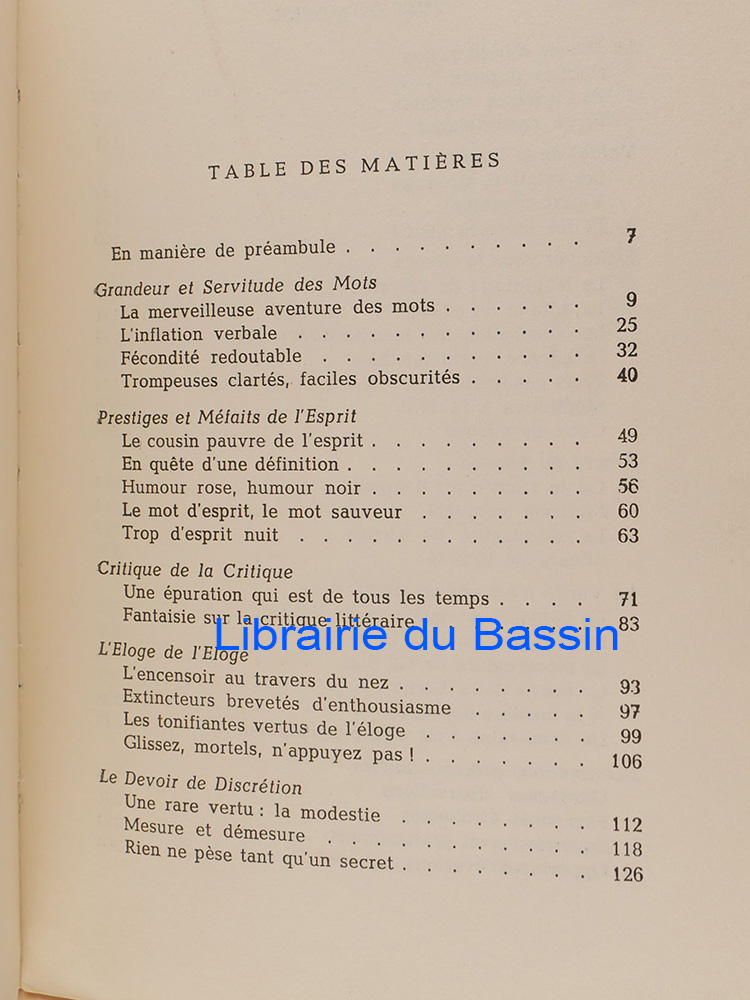 TABLE DES MATIÈRES
En manière de préambule . . . . . . . . . . 7
Grandeur et Servitude des Mots
La merveilleuse aventure des mots . . . . . . 9
L'inflation verbale . . . . . . . . . . . . 25
Fécondité redoutable . . . . . . . . . . . 32
Trompeuses clartés, faciles obscurités . . . . . 40
Prestiges et Méfaits de l'Esprit
Le cousin pauvre de l'esprit . . . . . . . . . 49
En quête d'une définition . . . . . . . . . . 53
Humour rose, humour noir . . . . . . . . . 56
Le mot d'esprit, le mot sauveur . . . . . . . 60
Trop d'esprit nuit . . . . . . . . . . . . 63
Critique de la Critique
Une épuration qui est de tous les temps . . . . 71
Fantaisie sur la critique littéraire . . . . . . . 83
Librairie du Bassin
L'Eloge de l'Eloge
L'encensoir au travers du nez . . . . . . . . 93
Extincteurs brevetés d'enthousiasme . . . . . 97
Les tonifiantes vertus de l'éloge . . . . . . . 99
Glissez, mortels, n'appuyez pas ! . . . . . . . 106
Le Devoir de Discrétion
Une rare vertu : la modestie . . . . . . . . 112
Mesure et démesure . . . . . . . . . . . 118
Rien ne pèse tant qu'un secret . . . . . . . . 126